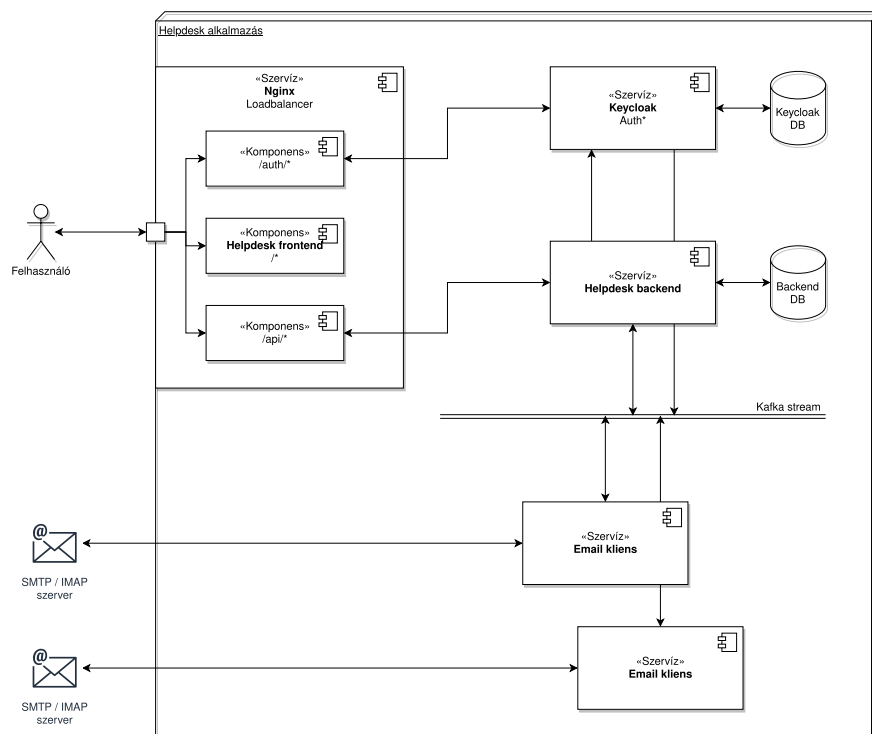 Helpdesk alkalmazás
«Szervíz»
Nginx
Loadbalancer
«Komponens»
/auth/*
«Komponens»
Helpdesk frontend
/*
«Komponens»
/api/*
Felhasználó
«Szervíz»
Keycloak
Auth*
Keycloak
DB
«Szervíz»
Helpdesk backend
Backend
DB
Kafka stream
«Szervíz»
Email kliens
@
SMTP / IMAP
szerver
«Szervíz»
Email kliens
@
SMTP / IMAP
szerver